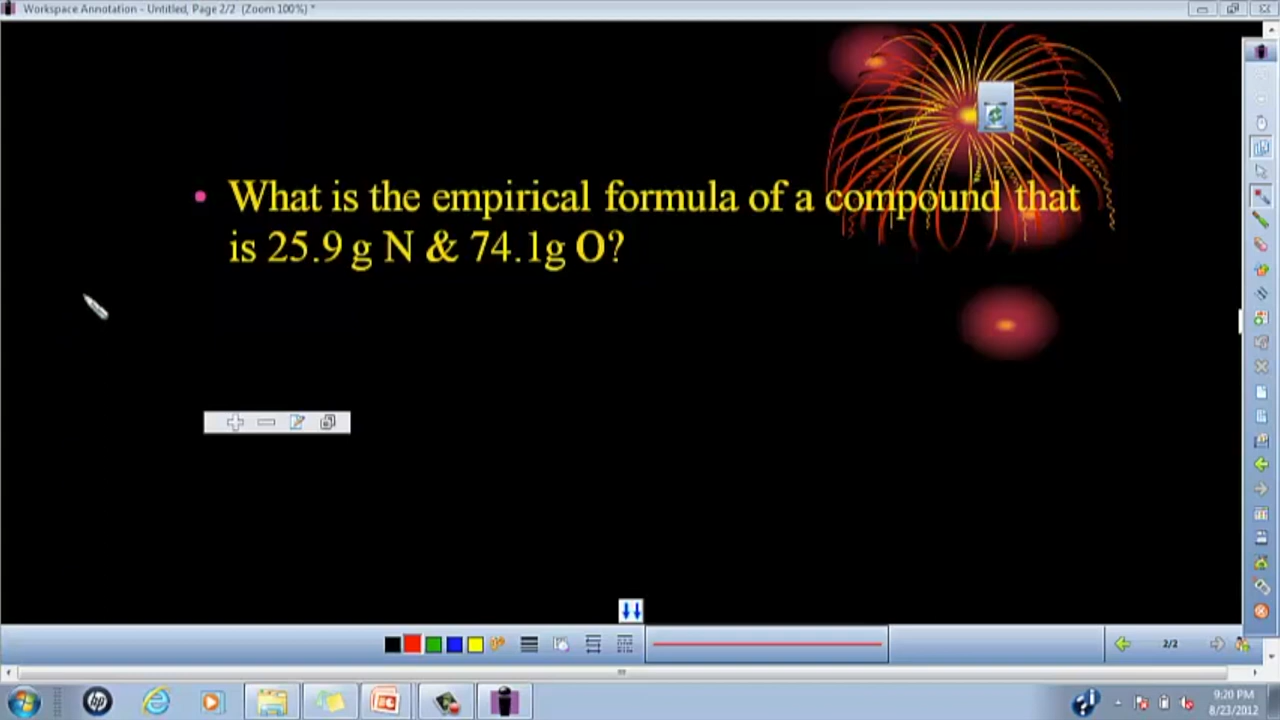 Workspace Annotation - Untitled, Page 2/2 (Zoom 100%) *
• What is the empirical formula of a compound that
is 25.9 g N & 74.1g O?
2/2
hp
9:20 PM
8/23/2012